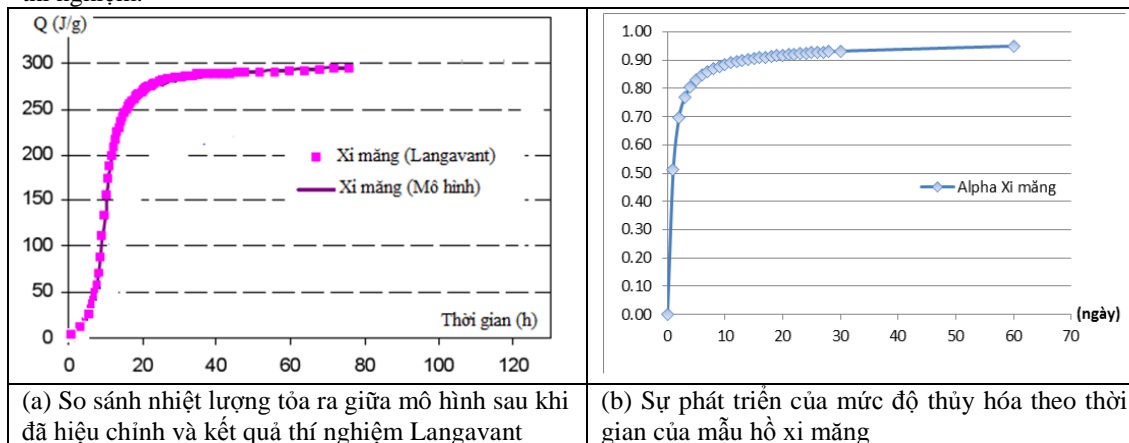 Q (J/g)
300
250
200
150
100
50
0
Xi măng (Langavant)
Xi măng (Mô hình)
Thời gian (h)
0 20 40 60 80 100 120
1.00
0.90
0.80
0.70
0.60
0.50
0.40
0.30
0.20
0.10
0.00
Alpha Xi măng
(ngày)
0 10 20 30 40 50 60 70
(a) So sánh nhiệt lượng tỏa ra giữa mô hình sau khi
đã hiệu chỉnh và kết quả thí nghiệm Langavant
(b) Sự phát triển của mức độ thủy hóa theo thời
gian của mẫu hồ xi măng